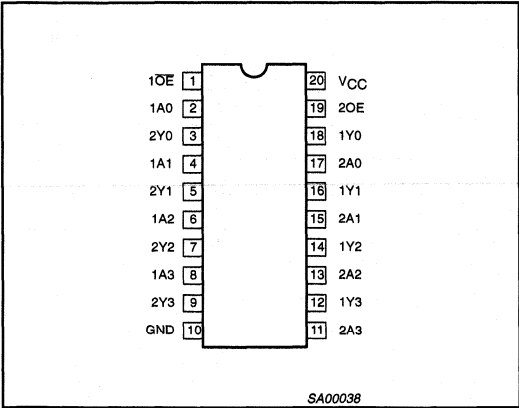 1O̅E̅ 1 20 VCC
1A0 2 19 2OE
2Y0 3 18 1Y0
1A1 4 17 2A0
2Y1 5 16 1Y1
1A2 6 15 2A1
2Y2 7 14 1Y2
1A3 8 13 2A2
2Y3 9 12 1Y3
GND 10 11 2A3
SA00038